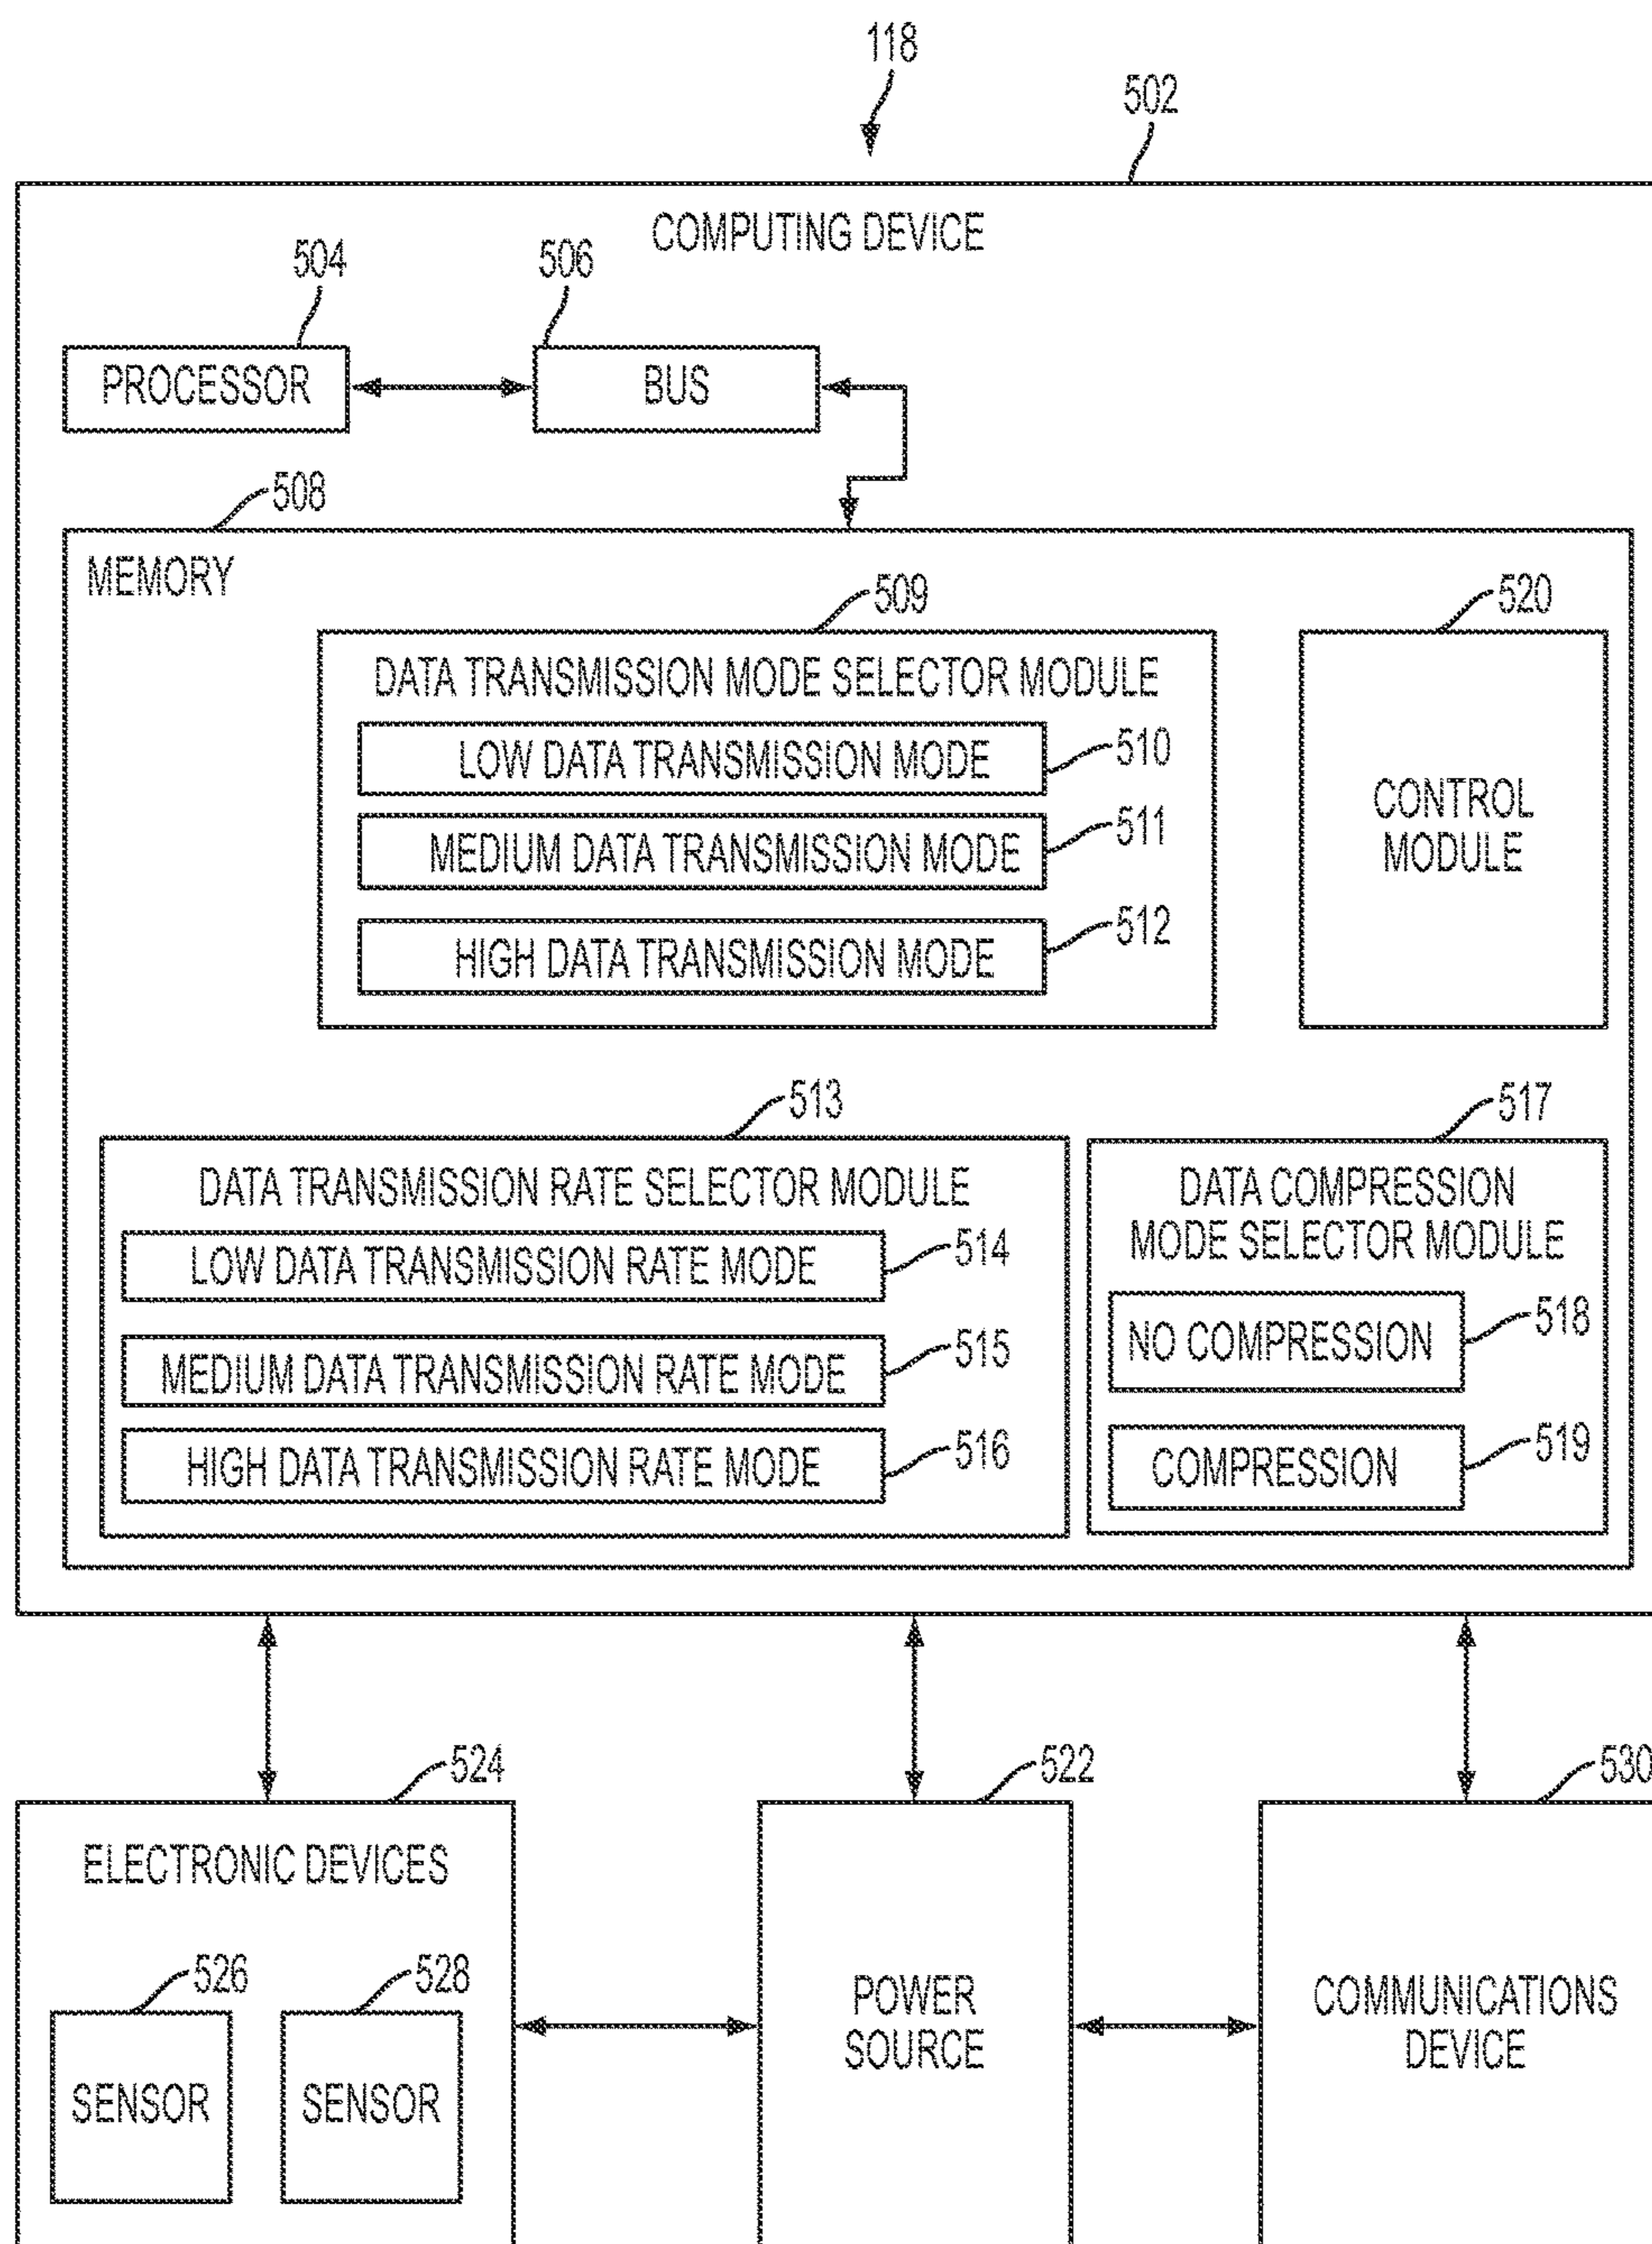 118
502
COMPUTING DEVICE
504
506
PROCESSOR
BUS
508
MEMORY
509
520
DATA TRANSMISSION MODE SELECTOR MODULE
LOW DATA TRANSMISSION MODE
510
MEDIUM DATA TRANSMISSION MODE
511
HIGH DATA TRANSMISSION MODE
512
CONTROL
MODULE
513
517
DATA TRANSMISSION RATE SELECTOR MODULE
LOW DATA TRANSMISSION RATE MODE
514
MEDIUM DATA TRANSMISSION RATE MODE
515
HIGH DATA TRANSMISSION RATE MODE
516
DATA COMPRESSION
MODE SELECTOR MODULE
NO COMPRESSION
518
COMPRESSION
519
524
522
530
ELECTRONIC DEVICES
526
528
SENSOR
SENSOR
POWER
SOURCE
COMMUNICATIONS
DEVICE